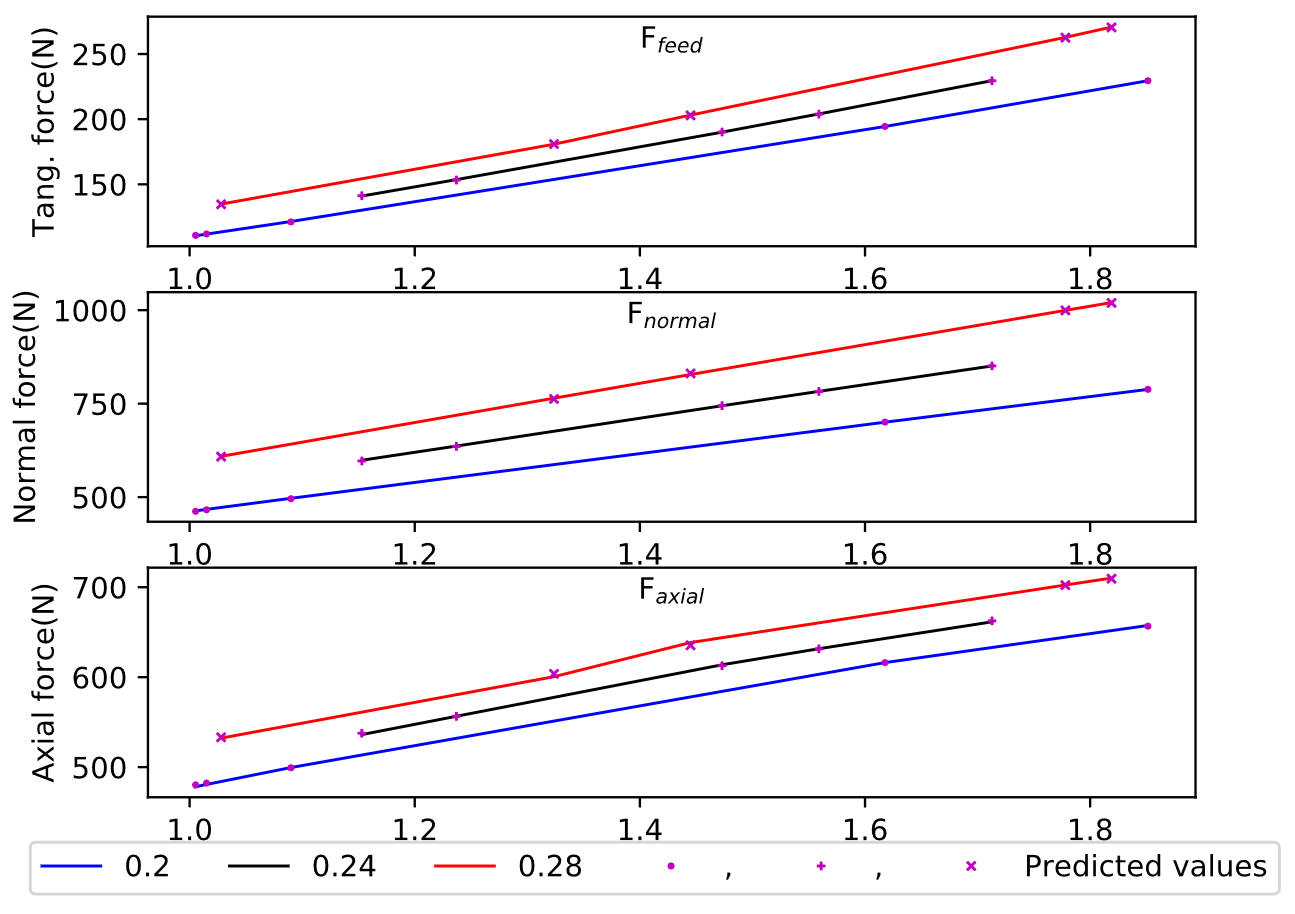 F_feed
Tang. force(N)
250
200
150
1.0 1.2 1.4 1.6 1.8
F_normal
Normal force(N)
1000
750
500
1.0 1.2 1.4 1.6 1.8
F_axial
Axial force(N)
700
600
500
1.0 1.2 1.4 1.6 1.8
0.2 0.24 0.28 , , Predicted values